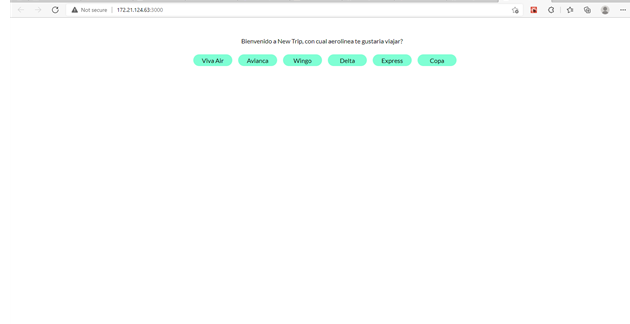 Not secure 172.21.124.63:8000
Bienvenido a New Trip, con cual aerolinea te gustaria viajar?
Viva Air Avianca Wingo Delta Express Copa